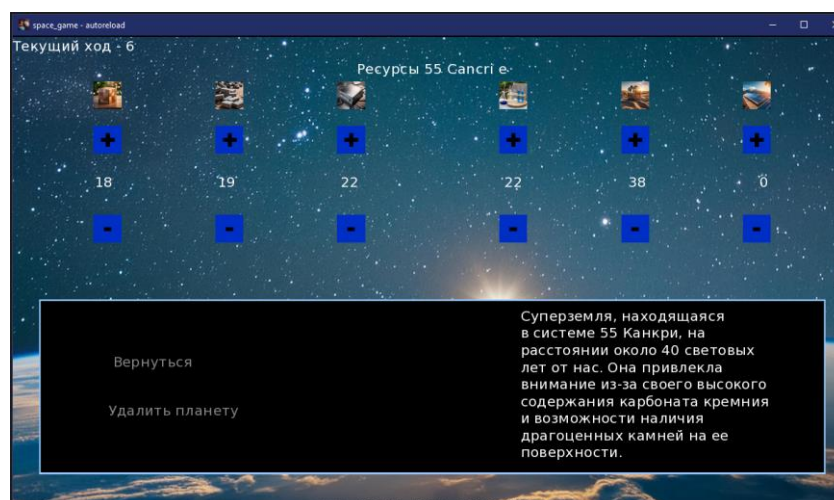 space_game - autoreload
Текущий ход - 6
Ресурсы 55 Cancri e
+ + + + + +
18 19 22 22 38 0
- - - - - -
Суперземля, находящаяся
в системе 55 Канкри, на
расстоянии около 40 световых
лет от нас. Она привлекла
внимание из-за своего высокого
содержания карбоната кремния
и возможности наличия
драгоценных камней на ее
поверхности.
Вернуться
Удалить планету